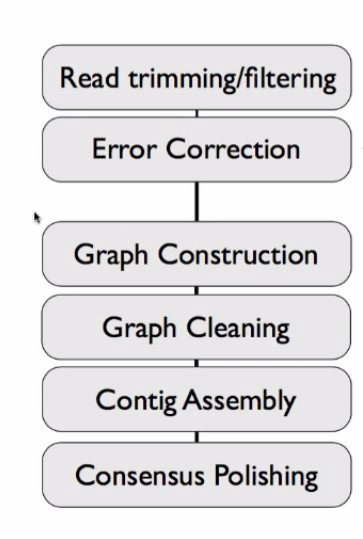 Read trimming/filtering
Error Correction
Graph Construction
Graph Cleaning
Contig Assembly
Consensus Polishing